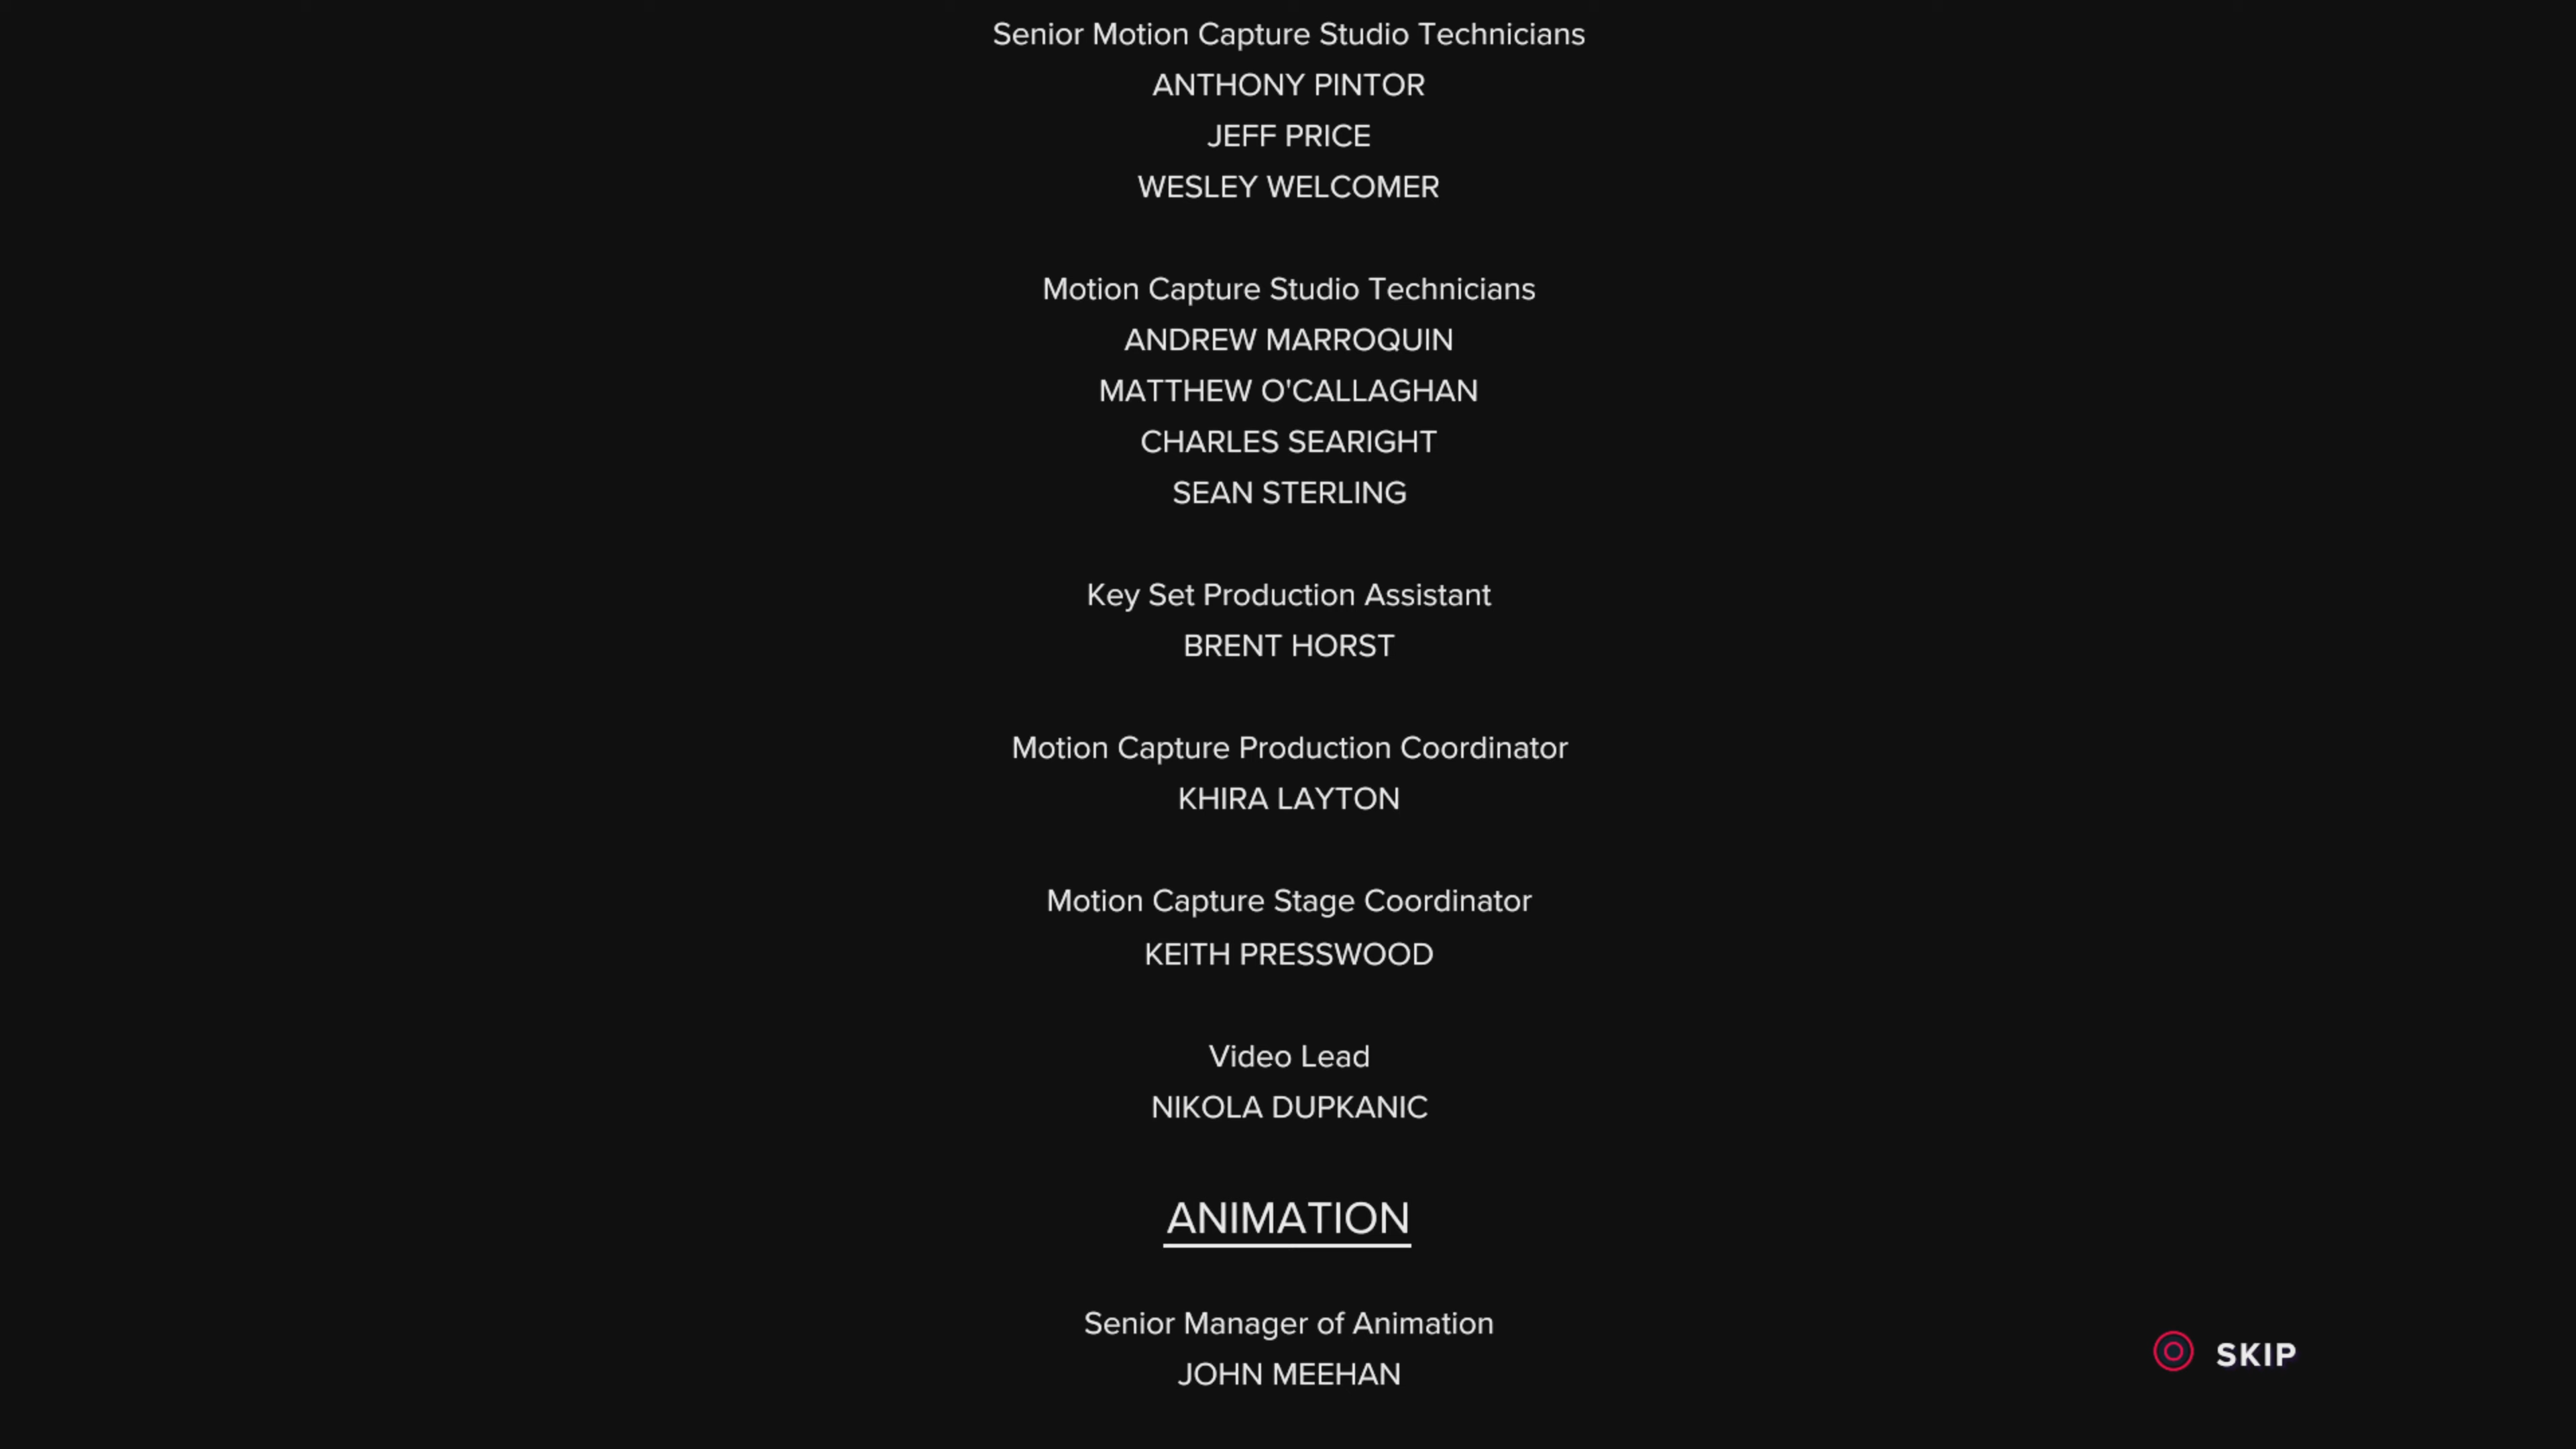 Senior Motion Capture Studio Technicians
ANTHONY PINTOR
JEFF PRICE
WESLEY WELCOMER
Motion Capture Studio Technicians
ANDREW MARROQUIN
MATTHEW O'CALLAGHAN
CHARLES SEARIGHT
SEAN STERLING
Key Set Production Assistant
BRENT HORST
Motion Capture Production Coordinator
KHIRA LAYTON
Motion Capture Stage Coordinator
KEITH PRESSWOOD
Video Lead
NIKOLA DUPKANIC
ANIMATION
Senior Manager of Animation
JOHN MEEHAN
SKIP